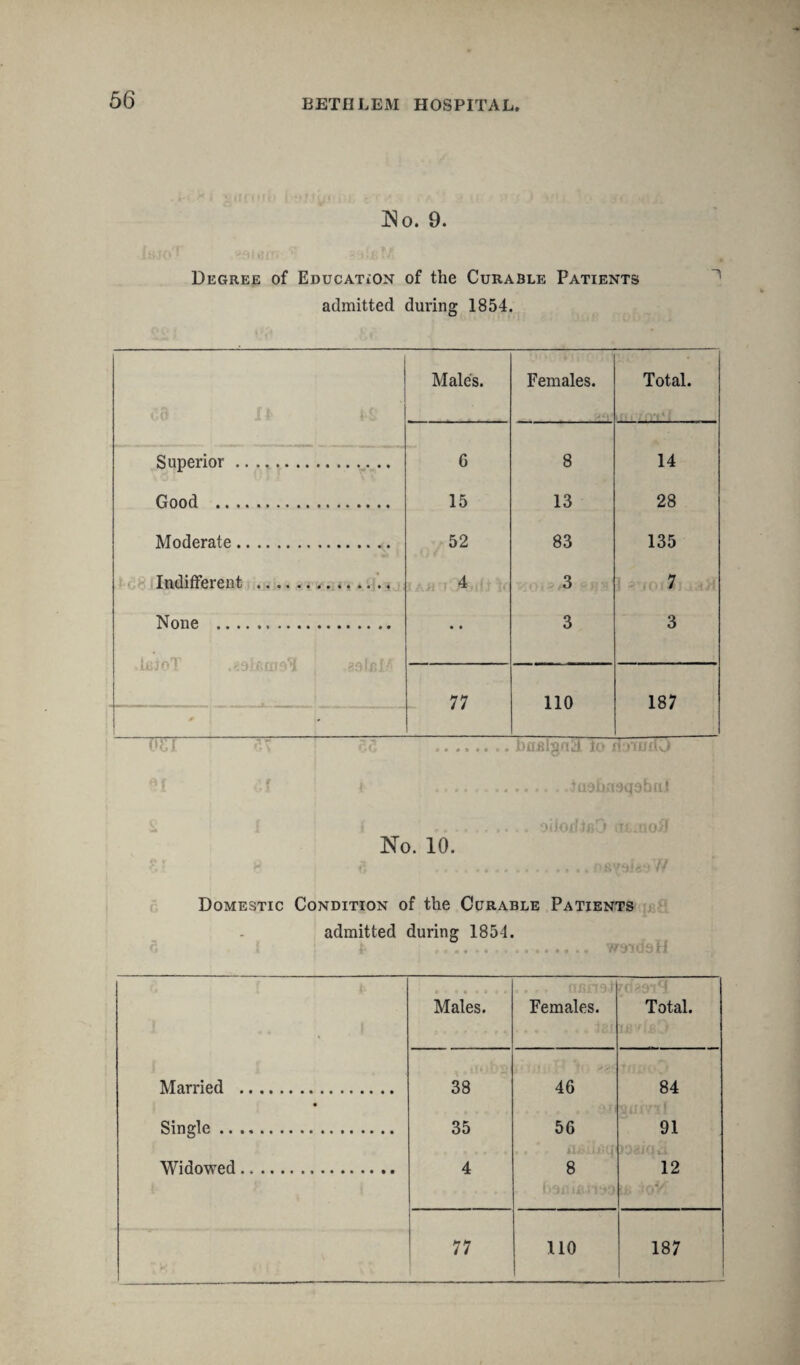 56 BETHLEM HOSPITAL.
No. 9.
Degree of Education of the Curable Patients
admitted during 1854.
Males. Females. Total.
Superior ................ 6 8 14
Good ................ 15 13 28
Moderate ................ 52 83 135
Indifferent ................ 4 3 7
None ................ .. 3 3
77 110 187
No. 10.
Domestic Condition of the Curable Patients
admitted during 1854.
Males. Females. Total.
Married ................ 38 46 84
Single ................ 35 56 91
Widowed ................ 4 8 12
77 110 187